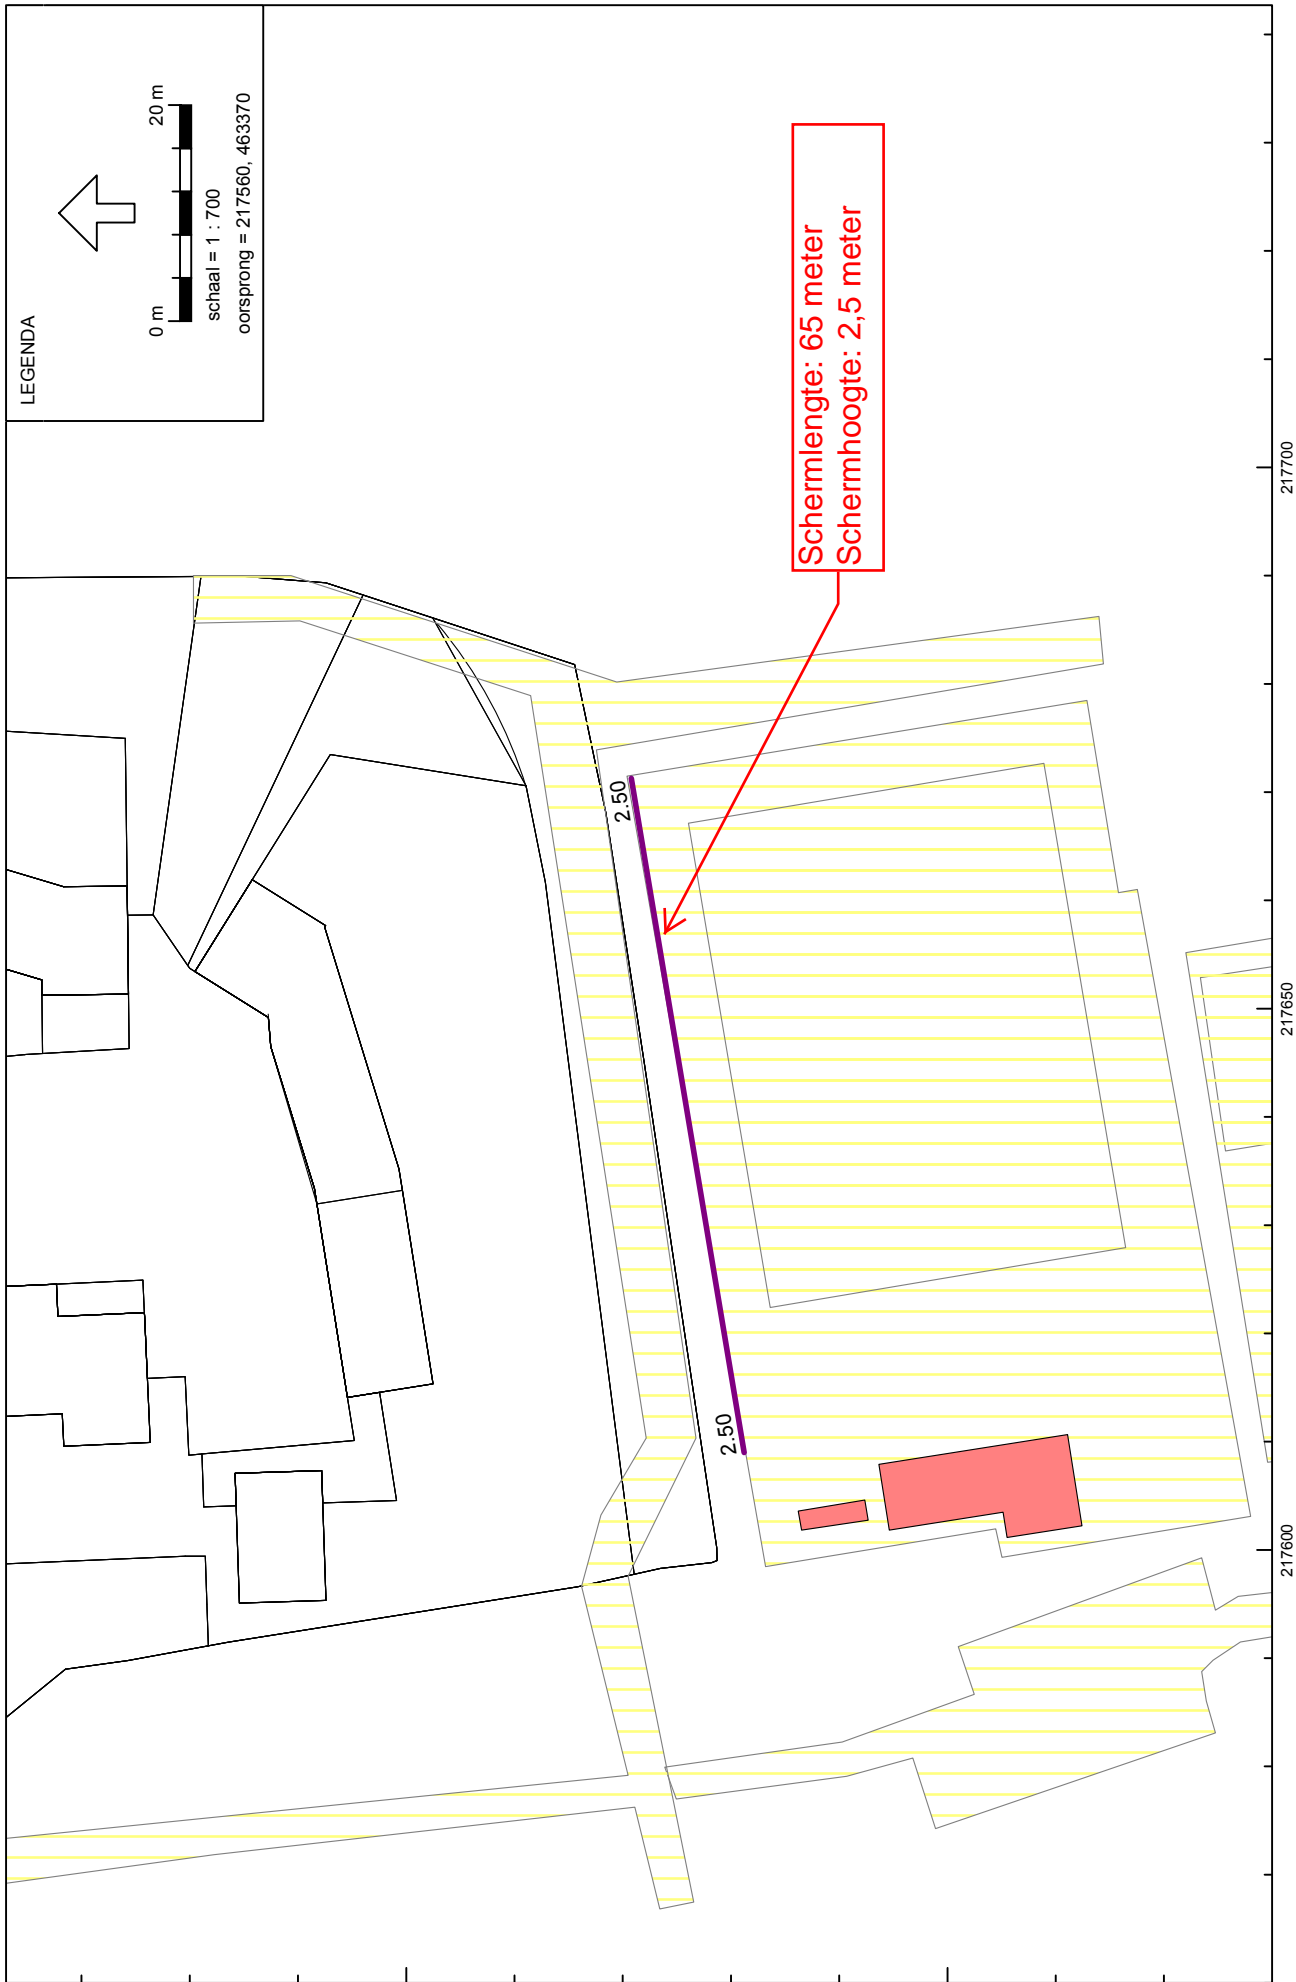 LEGENDA
0 m
20 m
schaal = 1 : 700
oorsprong = 217560, 463370
Schermlengte: 65 meter
Schermhoogte: 2,5 meter
2.50
2.50
217600
217650
217700